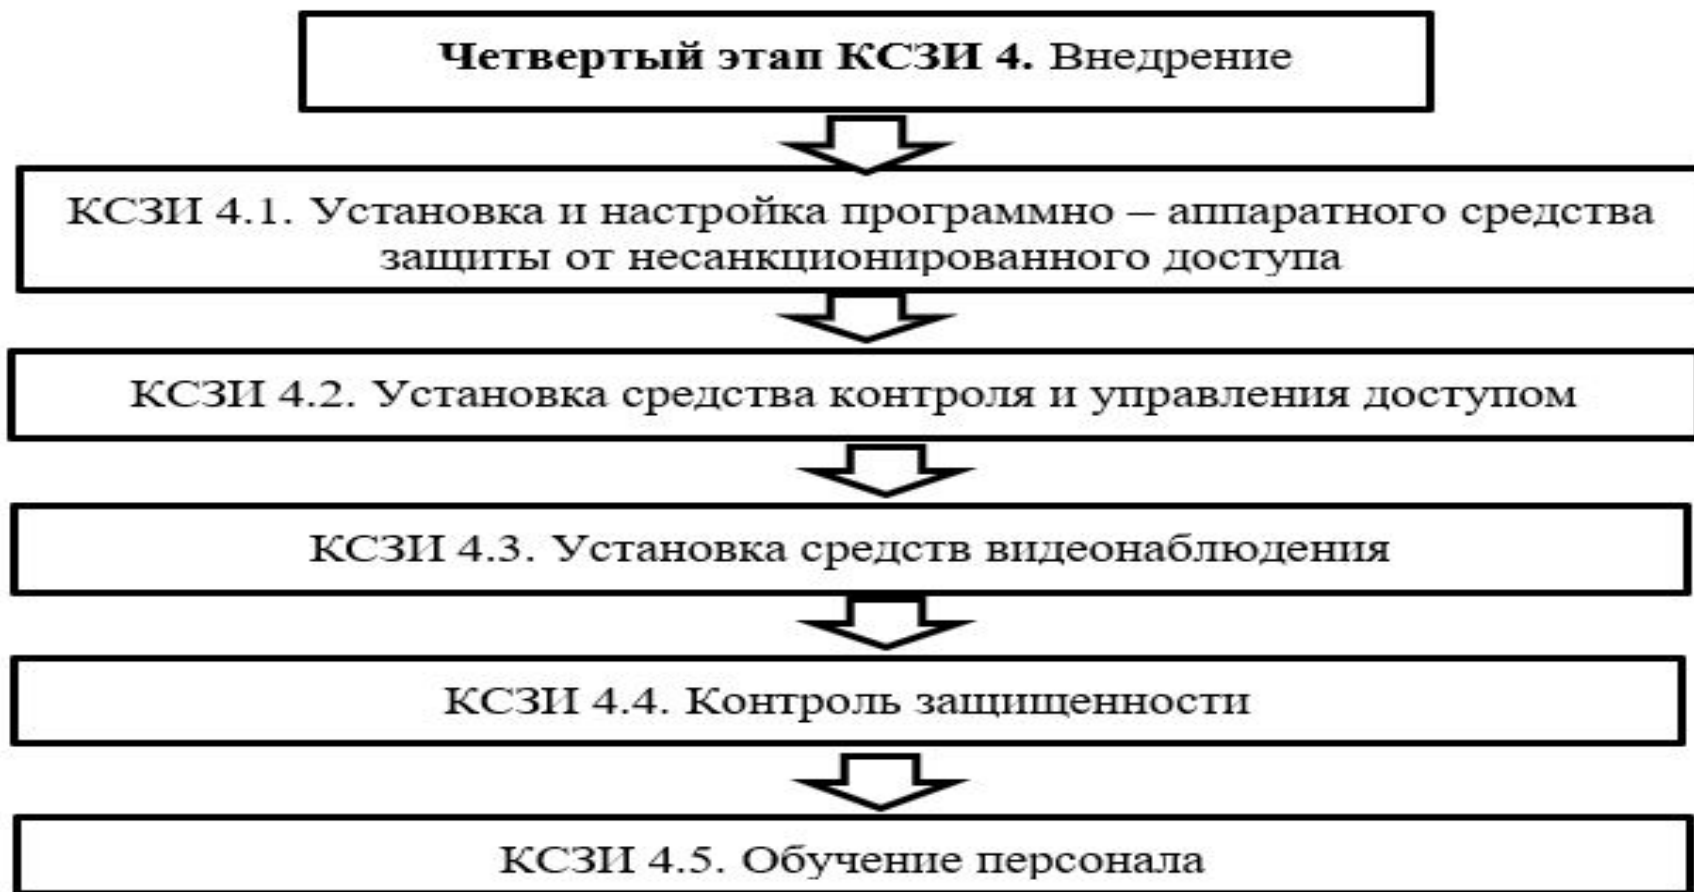 Четвертый этап КСЗИ 4. Внедрение
КСЗИ 4.1. Установка и настройка программно – аппаратного средства
защиты от несанкционированного доступа
КСЗИ 4.2. Установка средства контроля и управления доступом
КСЗИ 4.3. Установка средств видеонаблюдения
КСЗИ 4.4. Контроль защищенности
КСЗИ 4.5. Обучение персонала